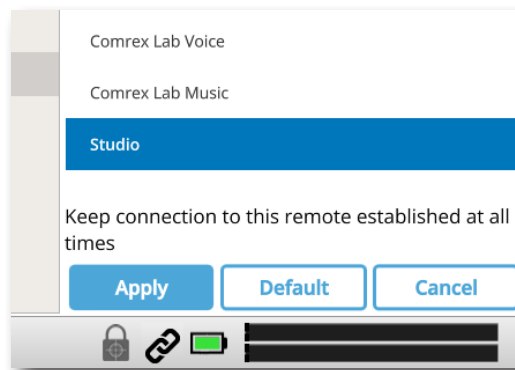 Comrex Lab Voice
Comrex Lab Music
Studio
Keep connection to this remote established at all
times
Apply
Default
Cancel